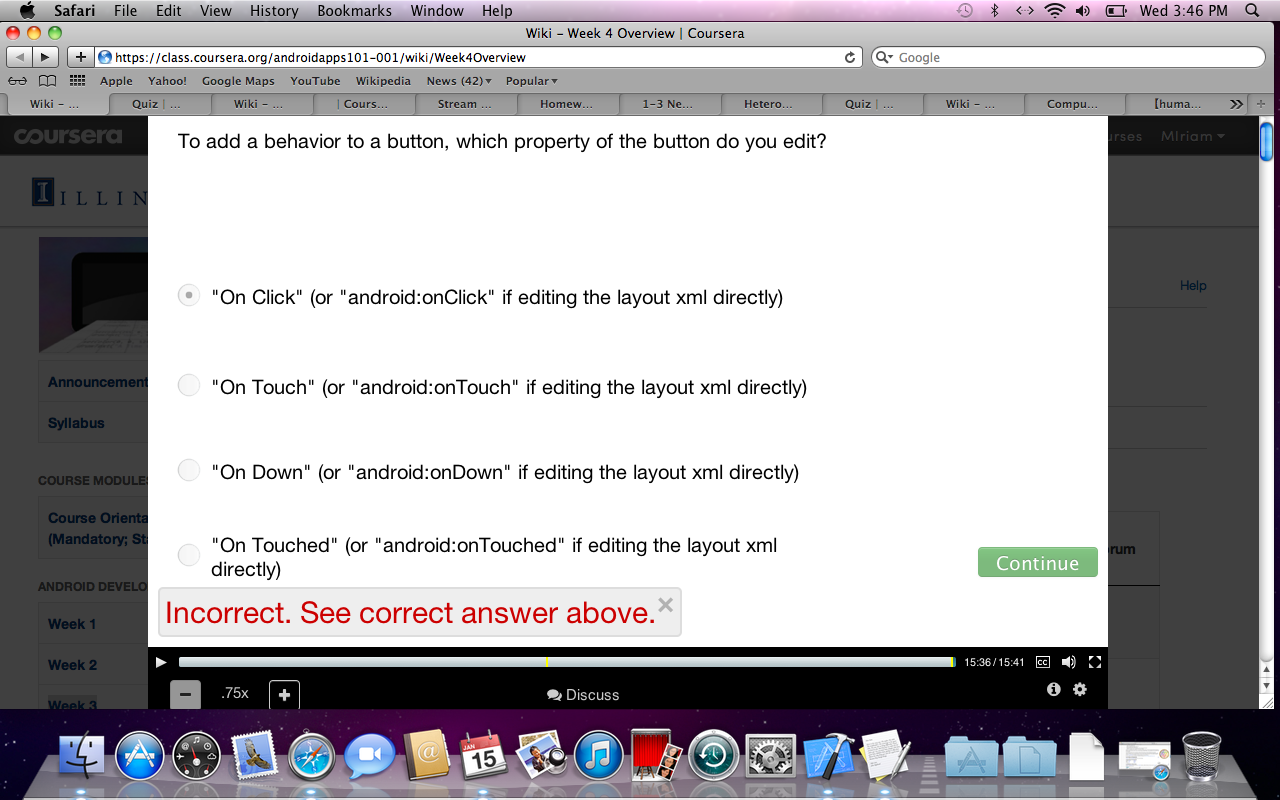 Safari File Edit View History Bookmarks Window Help Wed 3:46 PM
Wiki – Week 4 Overview | Coursera
https://class.coursera.org/androidapps101-001/wiki/Week4Overview Google
Apple Yahoo! Google Maps YouTube Wikipedia News (42) Popular
Wiki – ... Quiz | ... Wiki – ... | Cours... Stream ... Homew... 1-3 Ne... Hetero... Quiz | ... Wiki – ... Compu... [huma...
coursera urses MIriam
To add a behavior to a button, which property of the button do you edit?
I ILLIN
"On Click" (or "android:onClick" if editing the layout xml directly)
Help
Announcement
"On Touch" (or "android:onTouch" if editing the layout xml directly)
Syllabus
COURSE MODULE
"On Down" (or "android:onDown" if editing the layout xml directly)
Course Orienta
(Mandatory; St
"On Touched" (or "android:onTouched" if editing the layout xml
directly)
Continue
rum
ANDROID DEVELO
Incorrect. See correct answer above.
Week 1
Week 2
15:36 / 15:41 CC
Week 3
.75x
Discuss
JAN
15